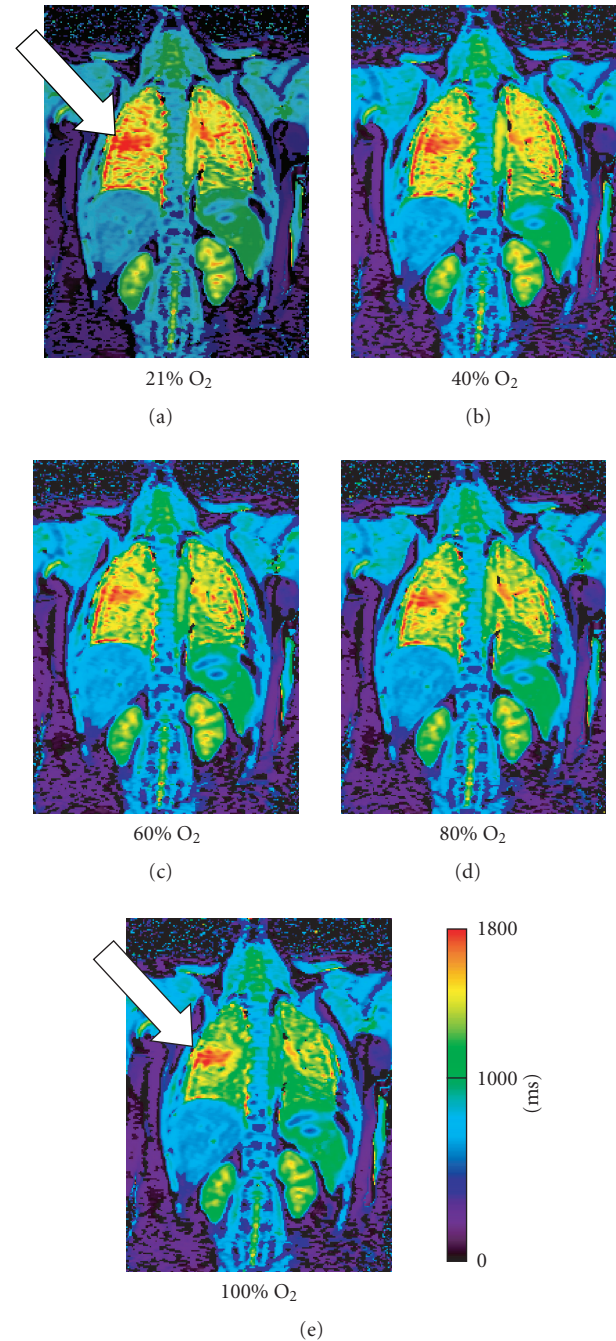 21% O₂
(a)
40% O₂
(b)
60% O₂
(c)
80% O₂
(d)
1800
1000
(ms)
0
100% O₂
(e)